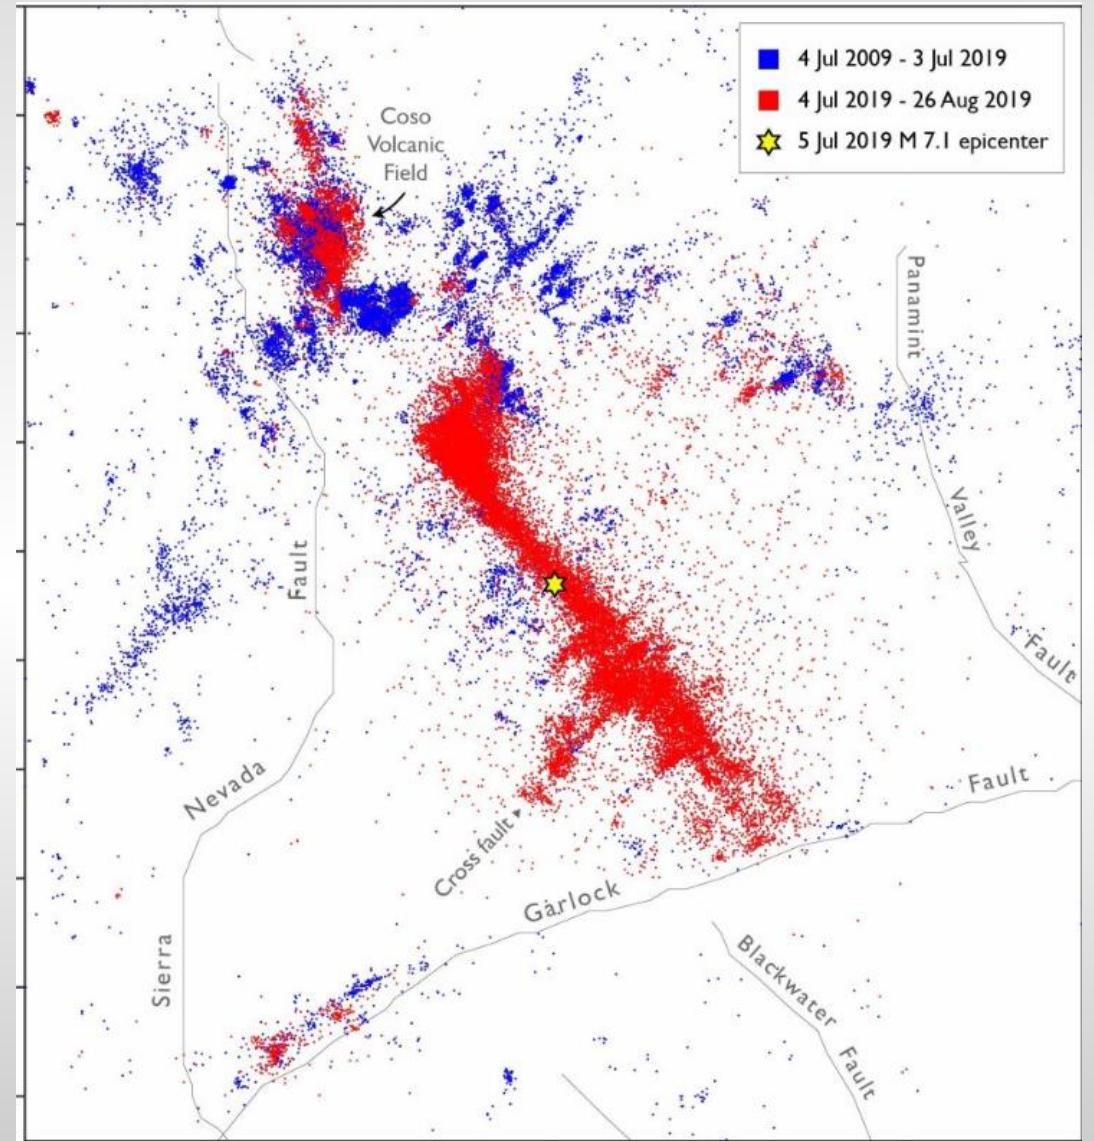 4 Jul 2009 - 3 Jul 2019
4 Jul 2019 - 26 Aug 2019
5 Jul 2019 M 7.1 epicenter
Coso
Volcanic
Field
Panamint
Valley
Fault
Fault
Nevada
Sierra
Cross fault
Garlock
Fault
Blackwater
Fault